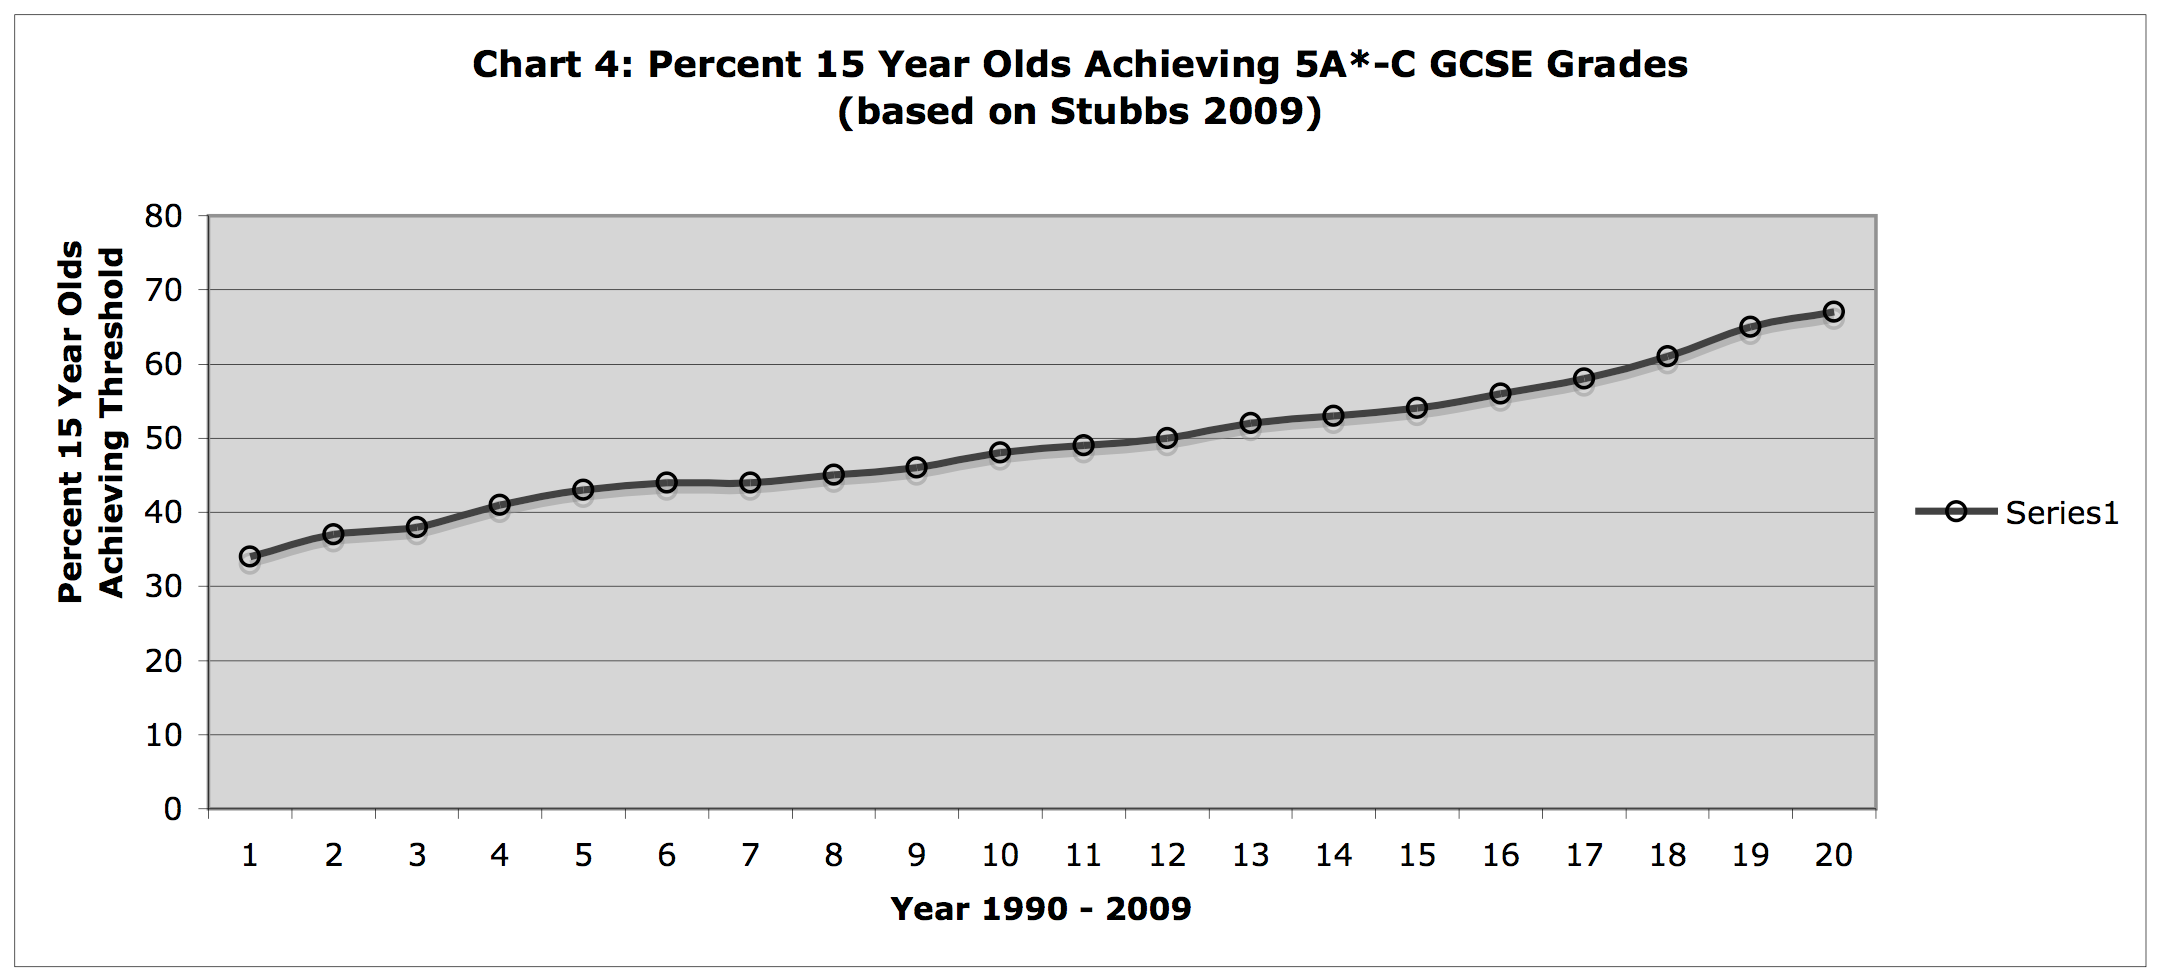 Chart 4: Percent 15 Year Olds Achieving 5A*-C GCSE Grades
(based on Stubbs 2009)
Percent 15 Year Olds
Achieving Threshold
80
70
60
50
40
30
20
10
0
1 2 3 4 5 6 7 8 9 10 11 12 13 14 15 16 17 18 19 20
Year 1990 - 2009
Series1